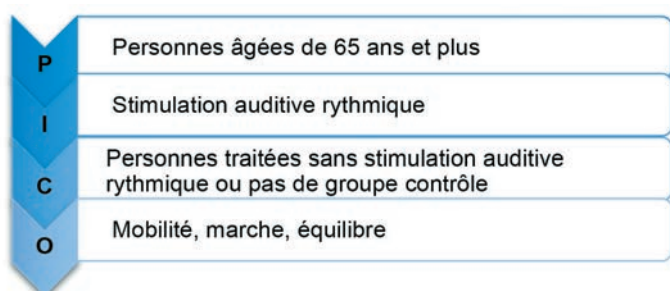 P
Personnes âgées de 65 ans et plus
I
Stimulation auditive rythmique
C
Personnes traitées sans stimulation auditive
rythmique ou pas de groupe contrôle
O
Mobilité, marche, équilibre